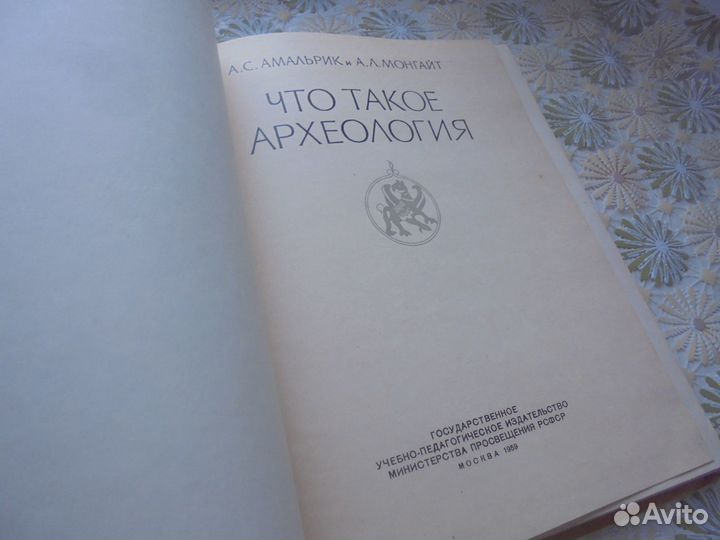 А.С. АМАЛЬРИК и А.Л. МОНГАЙТ
ЧТО ТАКОЕ
АРХЕОЛОГИЯ
ГОСУДАРСТВЕННОЕ
УЧЕБНО-ПЕДАГОГИЧЕСКОЕ ИЗДАТЕЛЬСТВО
МИНИСТЕРСТВА ПРОСВЕЩЕНИЯ РСФСР
МОСКВА 1959
Avito